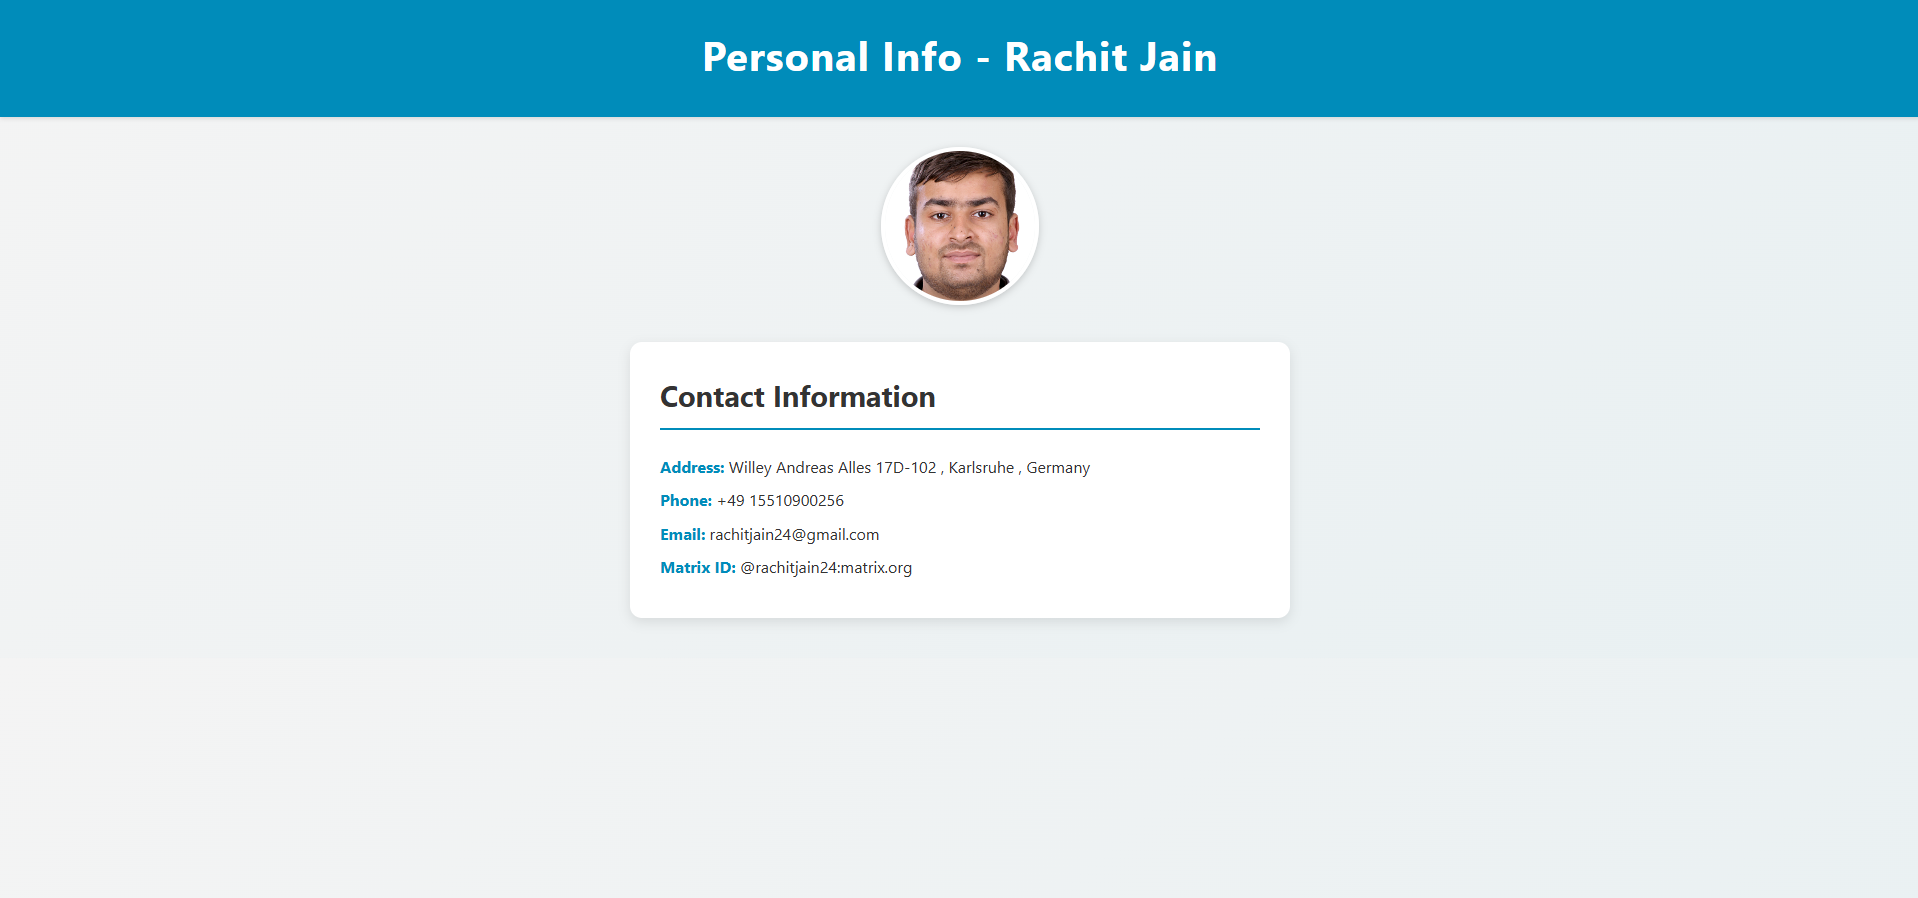 Personal Info - Rachit Jain
Contact Information
Address: Willey Andreas Alles 17D-102 , Karlsruhe , Germany
Phone: +49 15510900256
Email: rachitjain24@gmail.com
Matrix ID: @rachitjain24:matrix.org